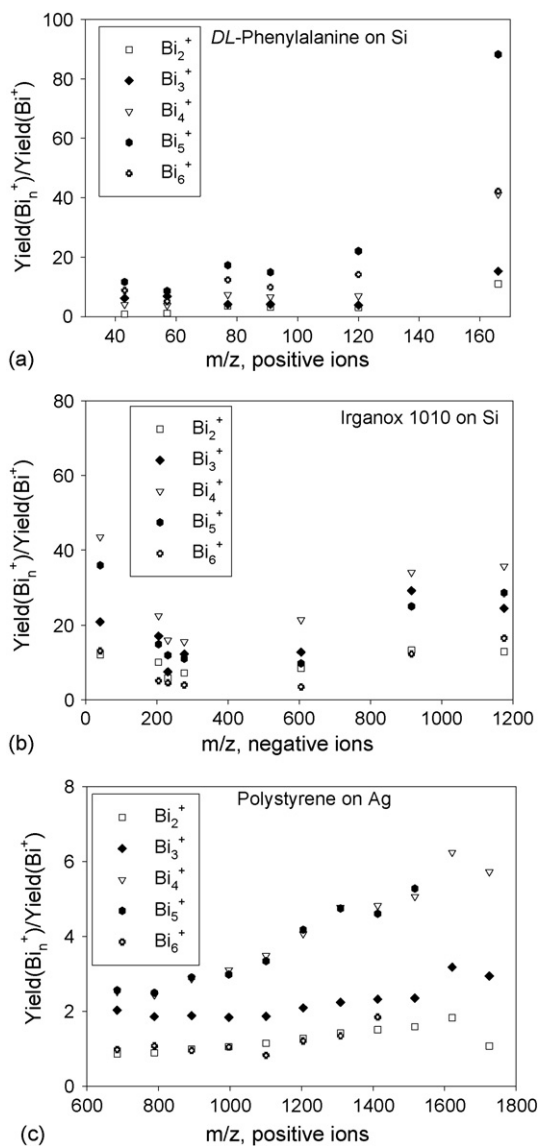 DL-Phenylalanine on Si
100
80
60
40
20
0
Bi2+
Bi3+
Bi4+
Bi5+
Bi6+
Yield(Bin+)/Yield(Bi+)
40 60 80 100 120 140 160
(a) m/z, positive ions
Irganox 1010 on Si
80
60
40
20
0
Bi2+
Bi3+
Bi4+
Bi5+
Bi6+
Yield(Bin+)/Yield(Bi+)
0 200 400 600 800 1000 1200
(b) m/z, negative ions
Polystyrene on Ag
8
6
4
2
0
Bi2+
Bi3+
Bi4+
Bi5+
Bi6+
Yield(Bin+)/Yield(Bi+)
600 800 1000 1200 1400 1600 1800
(c) m/z, positive ions